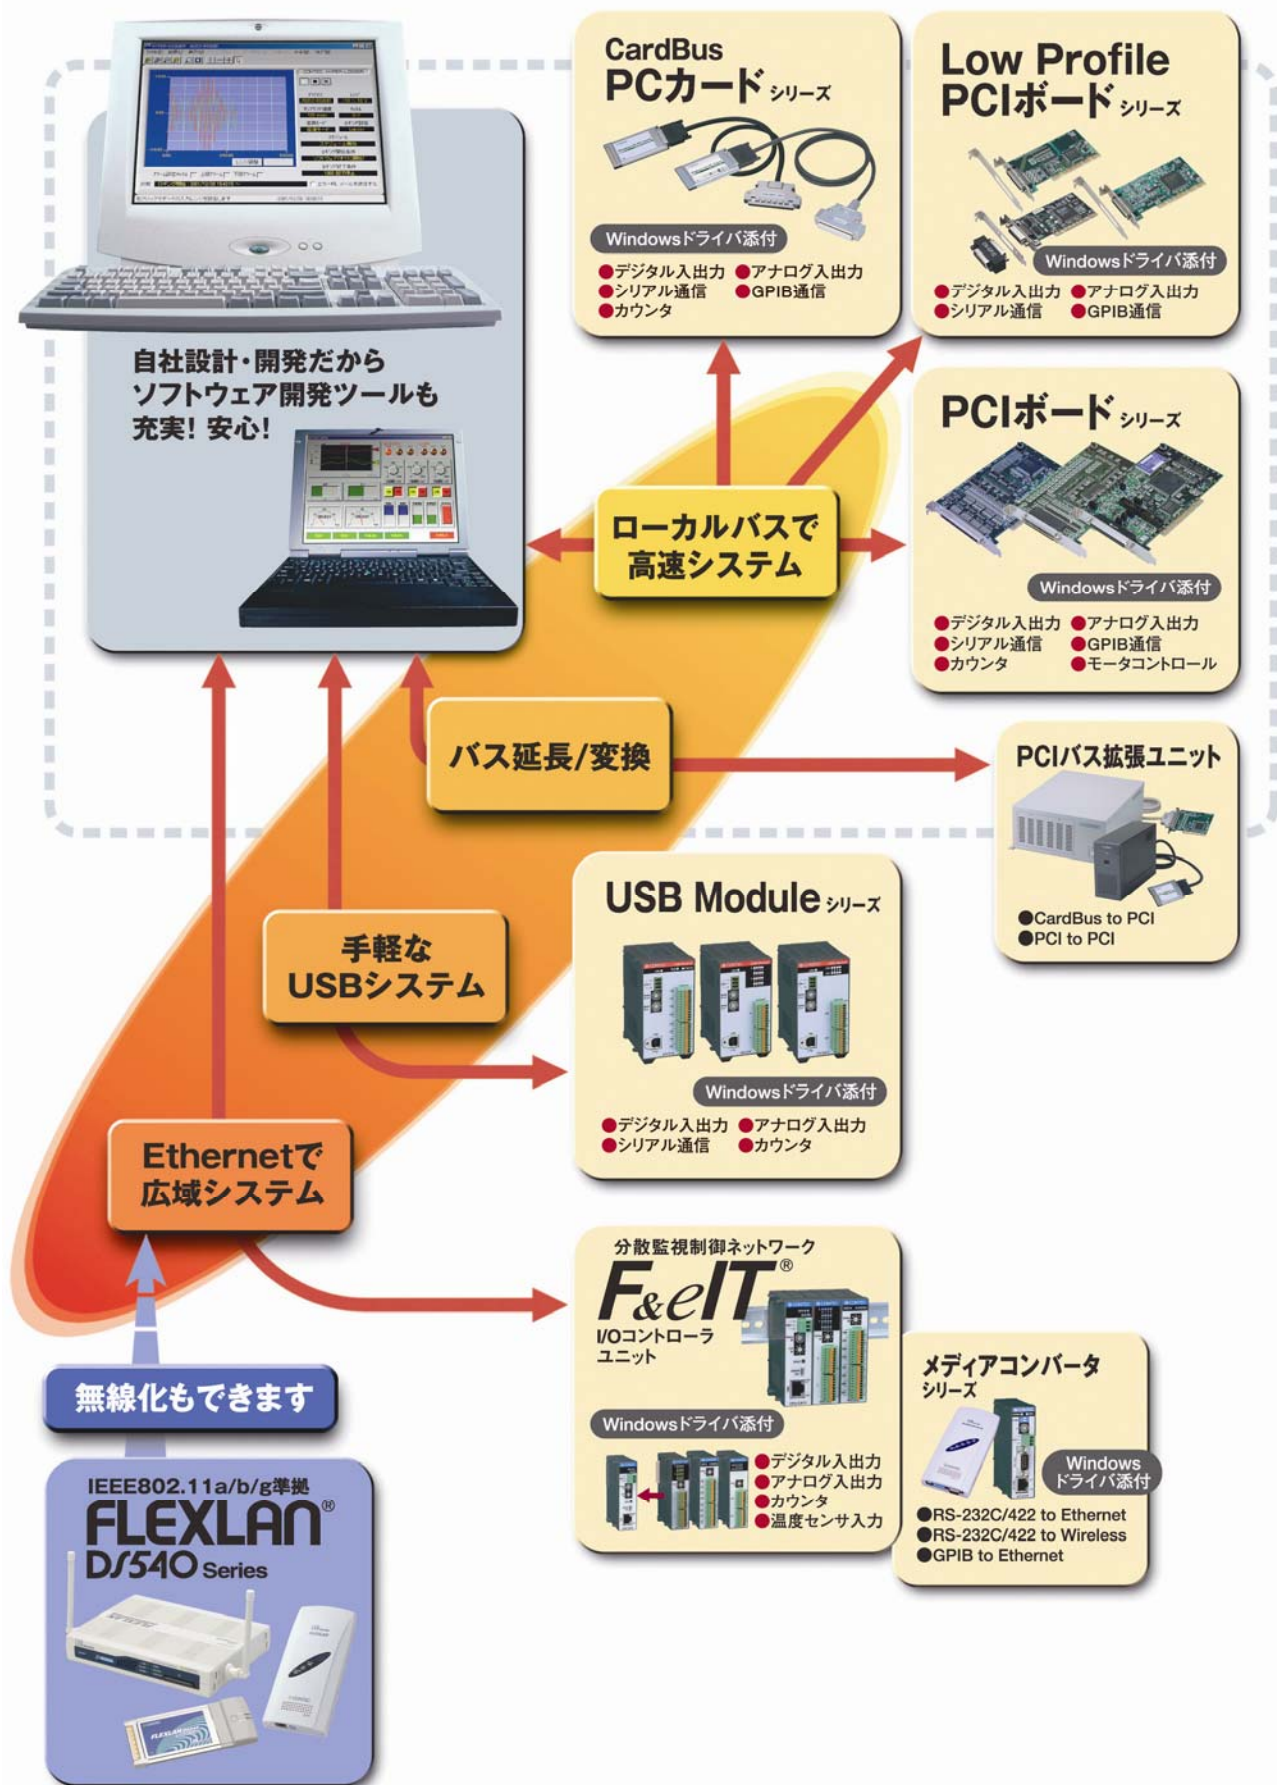 CardBus
PCカード シリーズ
Windowsドライバ添付
●デジタル入出力 ●アナログ入出力
●シリアル通信 ●GPIB通信
●カウンタ
Low Profile
PCIボード シリーズ
Windowsドライバ添付
●デジタル入出力 ●アナログ入出力
●シリアル通信 ●GPIB通信
自社設計・開発だから
ソフトウェア開発ツールも
充実! 安心!
PCIボード シリーズ
Windowsドライバ添付
●デジタル入出力 ●アナログ入出力
●シリアル通信 ●GPIB通信
●カウンタ ●モータコントロール
ローカルバスで
高速システム
バス延長/変換
PCIバス拡張ユニット
●CardBus to PCI
●PCI to PCI
手軽な
USBシステム
USB Module シリーズ
Windowsドライバ添付
●デジタル入出力 ●アナログ入出力
●シリアル通信 ●カウンタ
Ethernetで
広域システム
分散監視制御ネットワーク
F&eIT®
I/Oコントローラ
ユニット
Windowsドライバ添付
●デジタル入出力
●アナログ入出力
●カウンタ
●温度センサ入力
メディアコンバータ
シリーズ
Windows
ドライバ添付
●RS-232C/422 to Ethernet
●RS-232C/422 to Wireless
●GPIB to Ethernet
無線化もできます
IEEE802.11a/b/g準拠
FLEXLAN®
DS540 Series